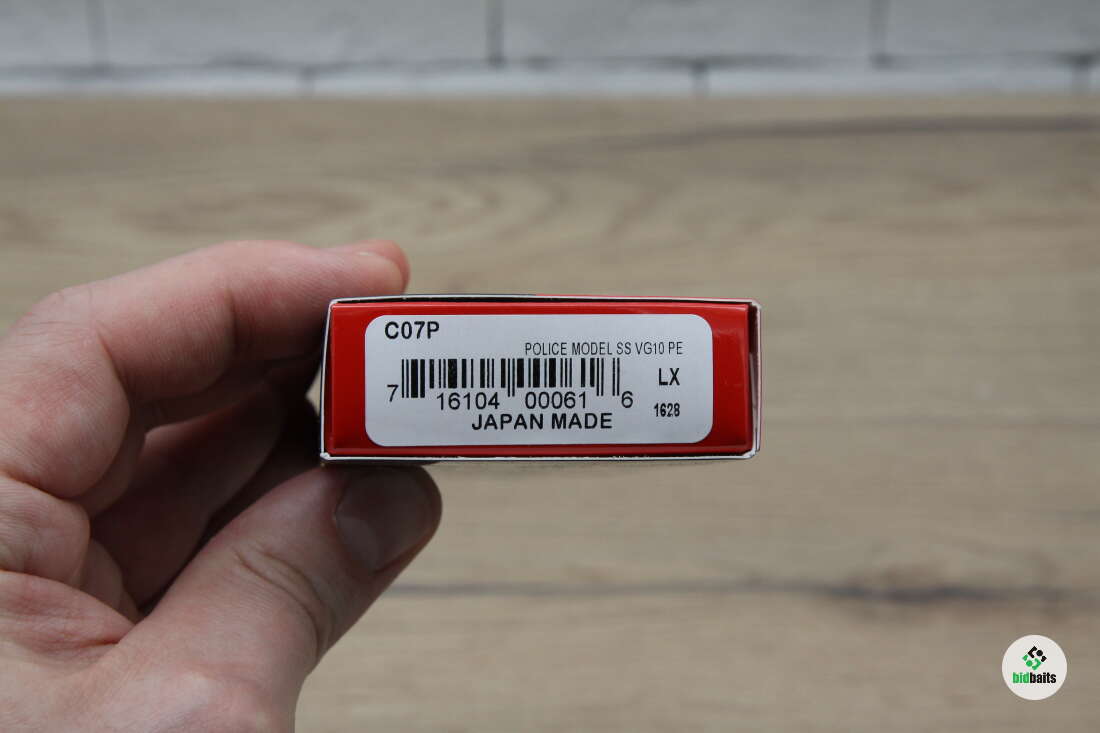 C07P
POLICE MODEL SS VG10 PE
LX
7 16104 00061 6
1628
JAPAN MADE
bidbaits